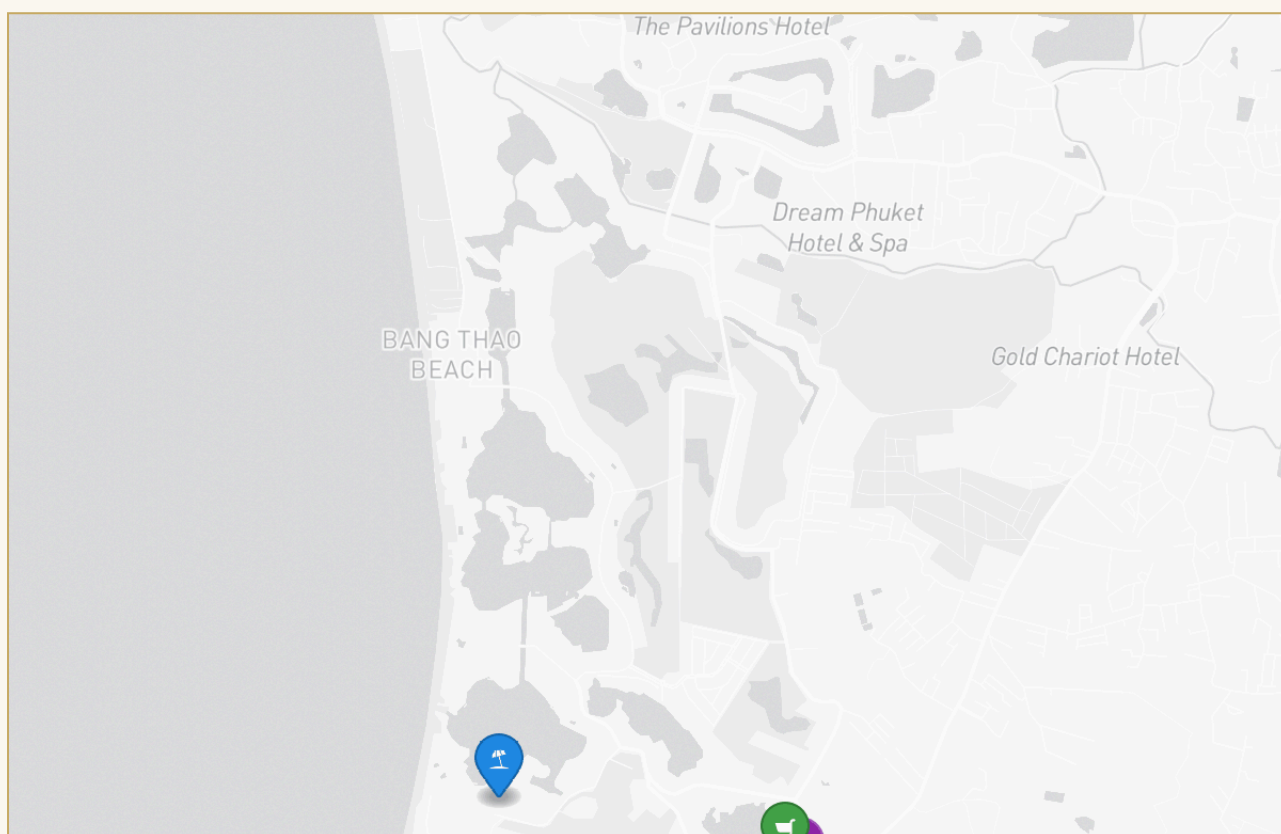 The Pavilions Hotel
Dream Phuket
Hotel & Spa
BANG THAO
BEACH
Gold Chariot Hotel